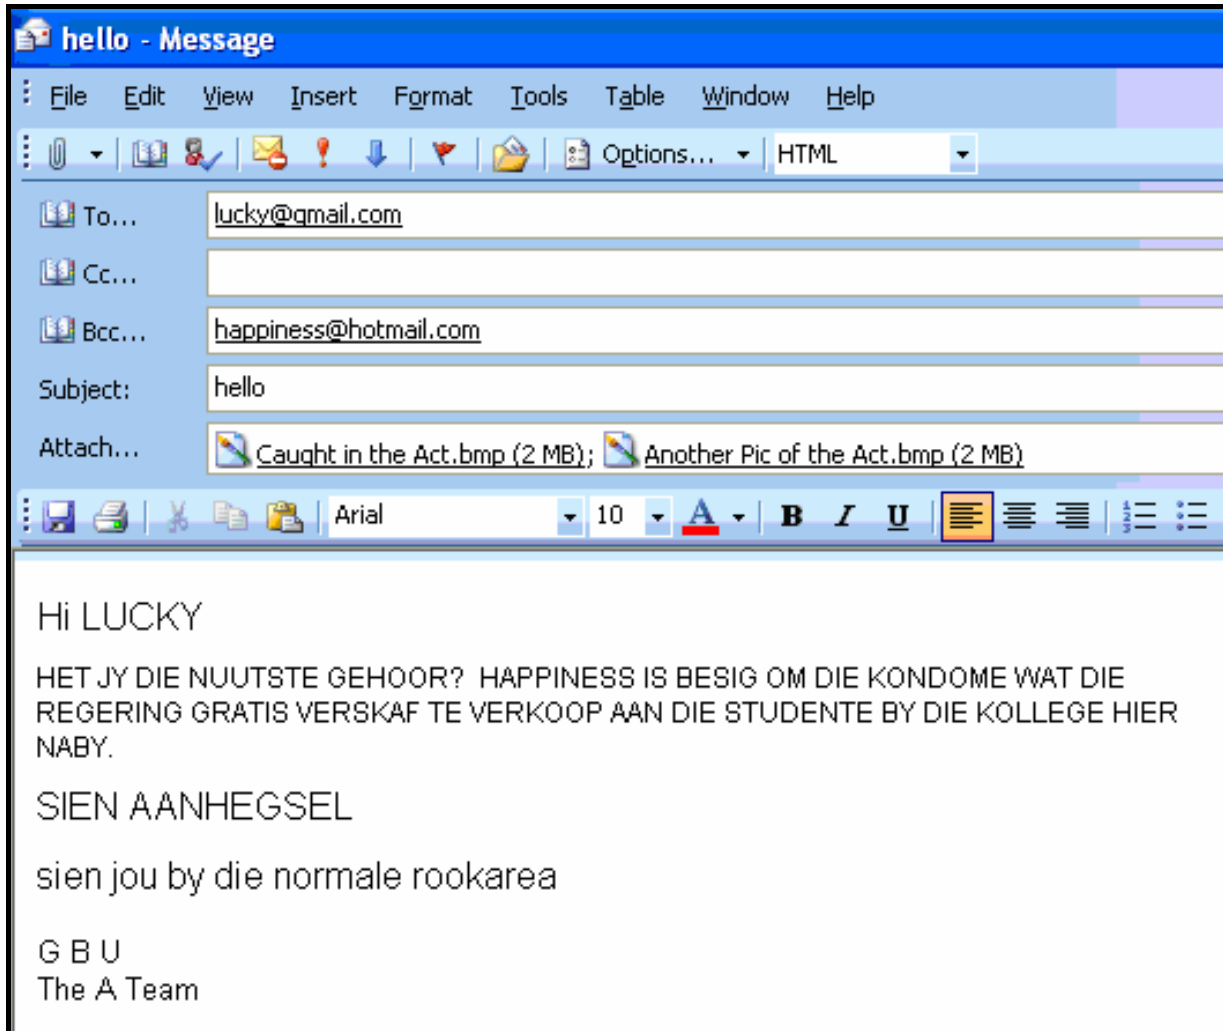 hello - Message
File Edit View Insert Format Tools Table Window Help
Options... HTML
To... lucky@gmail.com
Cc...
Bcc... happiness@hotmail.com
Subject: hello
Attach... Caught in the Act.bmp (2 MB); Another Pic of the Act.bmp (2 MB)
Arial 10 A B I U
Hi LUCKY
HET JY DIE NUUTSTE GEHOOR? HAPPINESS IS BESIG OM DIE KONDOME WAT DIE
REGERING GRATIS VERSKAF TE VERKOOP AAN DIE STUDENTE BY DIE KOLLEGE HIER
NABY.
SIEN AANHEGSEL
sien jou by die normale rookarea
G B U
The A Team